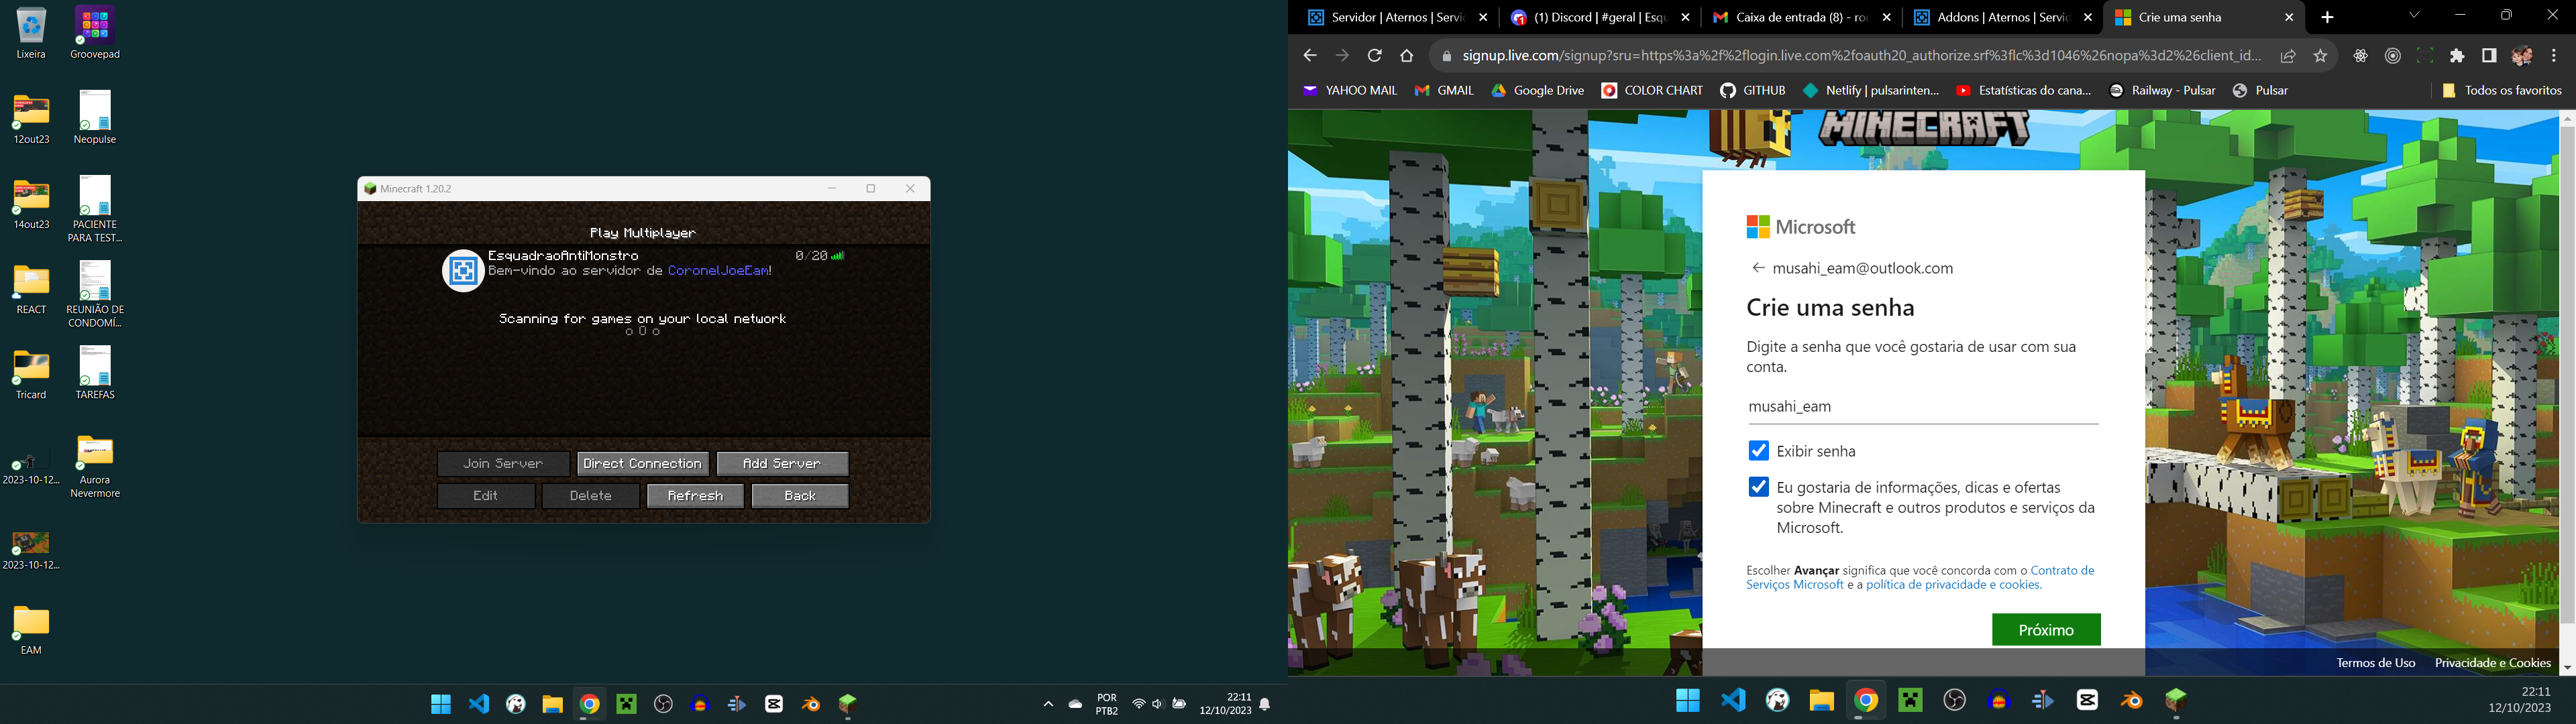 Lixeira
Groovepad
12out23
Neopulse
14out23
PACIENTE
PARA TEST...
REACT
REUNIÃO DE
CONDOMÍ...
Tricard
TAREFAS
2023-10-12...
Aurora
Nevermore
2023-10-12...
EAM
Minecraft 1.20.2
Play Multiplayer
EsquadraoAntiMonstro 0/20
Bem-vindo ao servidor de CoronelJoeEam!
Scanning for games on your local network
o O o
Join Server
Direct Connection
Add Server
Edit
Delete
Refresh
Back
POR
PTB2
22:11
12/10/2023
Servidor | Aternos | Servic
(1) Discord | #geral | Esqu
Caixa de entrada (8) - roc
Addons | Aternos | Servic
Crie uma senha
signup.live.com/signup?sru=https%3a%2f%2flogin.live.com%2foauth20_authorize.srf%3flc%3d1046%26nopa%3d2%26client_id...
YAHOO MAIL
GMAIL
Google Drive
COLOR CHART
GITHUB
Netlify | pulsarinten...
Estatísticas do cana...
Railway - Pulsar
Pulsar
Todos os favoritos
MINECRAFT
Microsoft
musahi_eam@outlook.com
Crie uma senha
Digite a senha que você gostaria de usar com sua
conta.
musahi_eam
Exibir senha
Eu gostaria de informações, dicas e ofertas
sobre Minecraft e outros produtos e serviços da
Microsoft.
Escolher Avançar significa que você concorda com o Contrato de
Serviços Microsoft e a política de privacidade e cookies.
Próximo
Termos de Uso
Privacidade e Cookies
22:11
12/10/2023